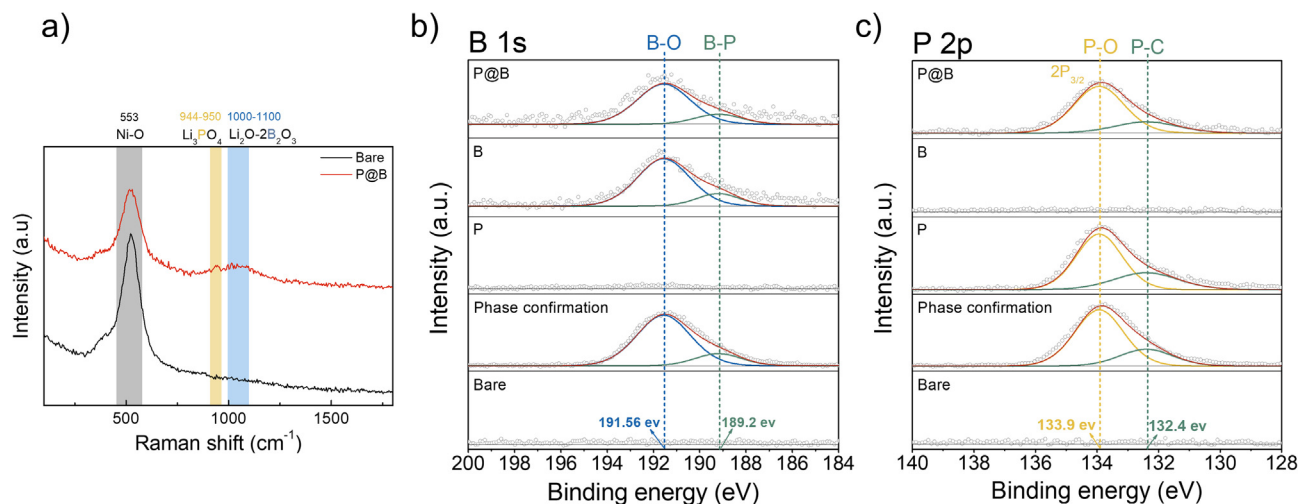 a)
553
Ni-O
944-950
Li₃PO₄
1000-1100
Li₂O-2B₂O₃
Bare
P@B
Intensity (a.u)
500
1000
1500
Raman shift (cm⁻¹)
b)
B 1s
B-O
B-P
P@B
B
P
Phase confirmation
Bare
191.56 ev
189.2 ev
Intensity (a.u.)
200
198
196
194
192
190
188
186
184
Binding energy (eV)
c)
P 2p
P-O
P-C
P@B
2P₃/₂
B
P
Phase confirmation
Bare
133.9 ev
132.4 ev
Intensity (a.u.)
140
138
136
134
132
130
128
Binding energy (eV)